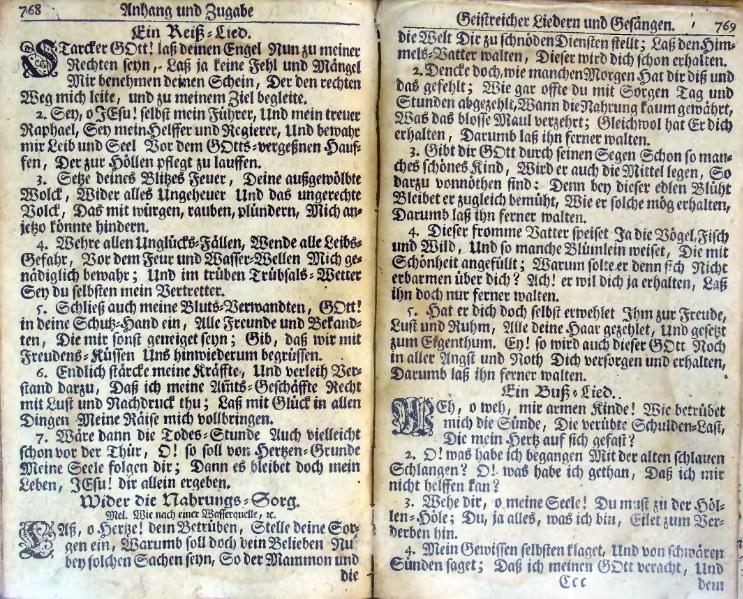 768 Anhang und Zugabe
Ein Reiß-Lied.
STarcker GOtt! laß deinen Engel Nun zu meiner
Rechten seyn, Laß ja keine Fehl und Mängel
Mir benehmen deinen Schein, Der den rechten
Weg mich leite, und zu meinem Ziel begleite.
2. Sey, o JEsu! selbst mein Führer, Und mein treuer
Raphael, Sey mein Helffer und Regierer, Und bewahr
mir Leib und Seel Vor dem GOtts-vergeßnen Hauf-
fen, Der zur Höllen pflegt zu lauffen.
3. Setze deines Blitzes Feuer, Deine außgewölbte
Wolck, Wider alles Ungeheuer Und das ungerechte
Volck, Das mit würgen, rauben, plündern, Mich an-
jetzo könnte hindern.
4. Wehre allen Unglücks-Fällen, Wende alle Leibs-
Gefahr, Vor dem Feur und Wasser-Wellen Mich ge-
nädiglich bewahr; Und im trüben Trübsals-Wetter
Sey du selbsten mein Vertretter.
5. Schließ auch meine Bluts-Verwandten, GOtt!
in deine Schutz-Hand ein, Alle Freunde und Bekand-
ten, Die mir sonst geneiget seyn; Gib, daß wir mit
Freudens-Küssen Uns hinwiederum begrüssen.
6. Endlich stärcke meine Kräffte, Und verleih Ver-
stand darzu, Daß ich meine Amts-Geschäffte Recht
mit Lust und Nachdruck thu; Laß mit Glück in allen
Dingen Meine Räise mich vollbringen.
7. Wäre dann die Todes-Stunde Auch vielleicht
schon vor der Thür, O! so soll von Hertzen-Grunde
Meine Seele folgen dir; Dann es bleibet doch mein
Leben, JEsu! dir allein ergeben.
Wider die Nahrungs-Sorg.
Mel. Wie nach einer Wasserquelle, ꝛc.
LAß, o Hertze! dein Betrüben, Stelle deine Sor-
gen ein, Warumb soll doch dein Belieben Nu
bey solchen Sachen seyn, So der Mammon und
die
Geistreicher Liedern und Gesängen. 769
die Welt Dir zu schnöden Diensten stellt; Laß den Him-
mels-Vatter walten, Dieser wird dich schon erhalten.
2. Dencke doch, wie manchen Morgen Hat dir diß und
das gefehlt; Wie gar offte du mit Sorgen Tag und
Stunden abgezehlt, Wann die Nahrung kaum gewährt,
Was das blosse Maul verzehrt; Gleichwol hat Er dich
erhalten, Darumb laß ihn ferner walten.
3. Gibt dir GOtt durch seinen Segen Schon so man-
ches schönes Kind, Wird er auch die Mittel legen, So
darzu vonnöthen sind: Denn bey dieser edlen Blüht
Bleibet er zugleich bemüht, Wie er solche mög erhalten,
Darumb laß ihn ferner walten.
4. Dieser fromme Vatter speiset Ja die Vögel, Fisch
und Wild, Und so manche Blümlein weiset, Die mit
Schönheit angefüllt; Warum solte er denn sich Nicht
erbarmen über dich? Ach! er wil dich ja erhalten, Laß
ihn doch nur ferner walten.
5. Hat er dich doch selbst erwehlet Ihm zur Freude,
Lust und Ruhm, Alle deine Haar gezehlet, Und gesetzt
zum Eigenthum. Ey! so wird auch dieser GOtt Noch
in aller Angst und Noth Dich versorgen und erhalten,
Darumb laß ihn ferner walten.
Ein Buß-Lied.
WEh, o weh, mir armen Kinde! Wie betrübet
mich die Sünde, Die verübte Schulden-Last,
Die mein Hertz auf sich gefast?
2. O! was habe ich begangen Mit der alten schlauen
Schlangen? O! was habe ich gethan, Daß ich mir
nicht helffen kan?
3. Wehe dir, o meine Seele! Du must zu der Höl-
len-Höle; Du, ja alles, was ich bin, Eilet zum Ver-
derben hin.
4. Mein Gewissen selbsten klaget, Und von schwären
Sünden saget; Daß ich meinen GOtt veracht, Und
Ccc dem